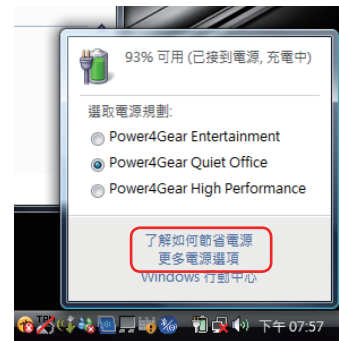 93% 可用 (已接到電源, 充電中)
選取電源規劃:
Power4Gear Entertainment
Power4Gear Quiet Office
Power4Gear High Performance
了解如何節省電源
更多電源選項
Windows 行動中心
下午 07:57